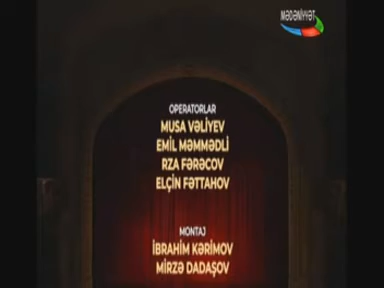 MƏDƏNİYYƏT
OPERATORLAR
MUSA VƏLİYEV
EMİL MƏMMƏDLİ
RZA FƏRƏCOV
ELÇİN FƏTTAHOV
MONTAJ
İBRAHİM KƏRİMOV
MİRZƏ DADAŞOV